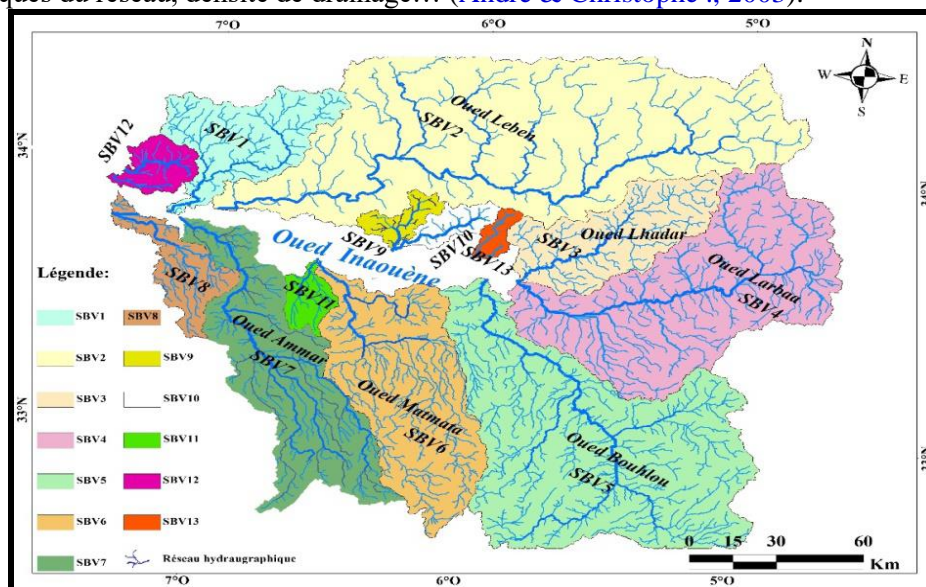 ques du réseau, densité de drainage… (André & Christophe ., 2003).
7°O 6°O 5°O
N
W E
S
34°N
34°N
SBV12
SBV1
Oued Leben
SBV2
SBV9
SBV10
SBV13
SBV3
Oued Lhadar
Oued Inaouène
Oued Larbaa
SBV4
Légende:
SBV8
SBV11
Oued Ammar
SBV7
Oued Matmata
SBV6
Oued Bouhlou
SBV5
33°N
33°N
SBV1 SBV8
SBV2 SBV9
SBV3 SBV10
SBV4 SBV11
SBV5 SBV12
SBV6 SBV13
SBV7 Réseau hydraugraphique
0 15 30 60
Km
7°O 6°O 5°O